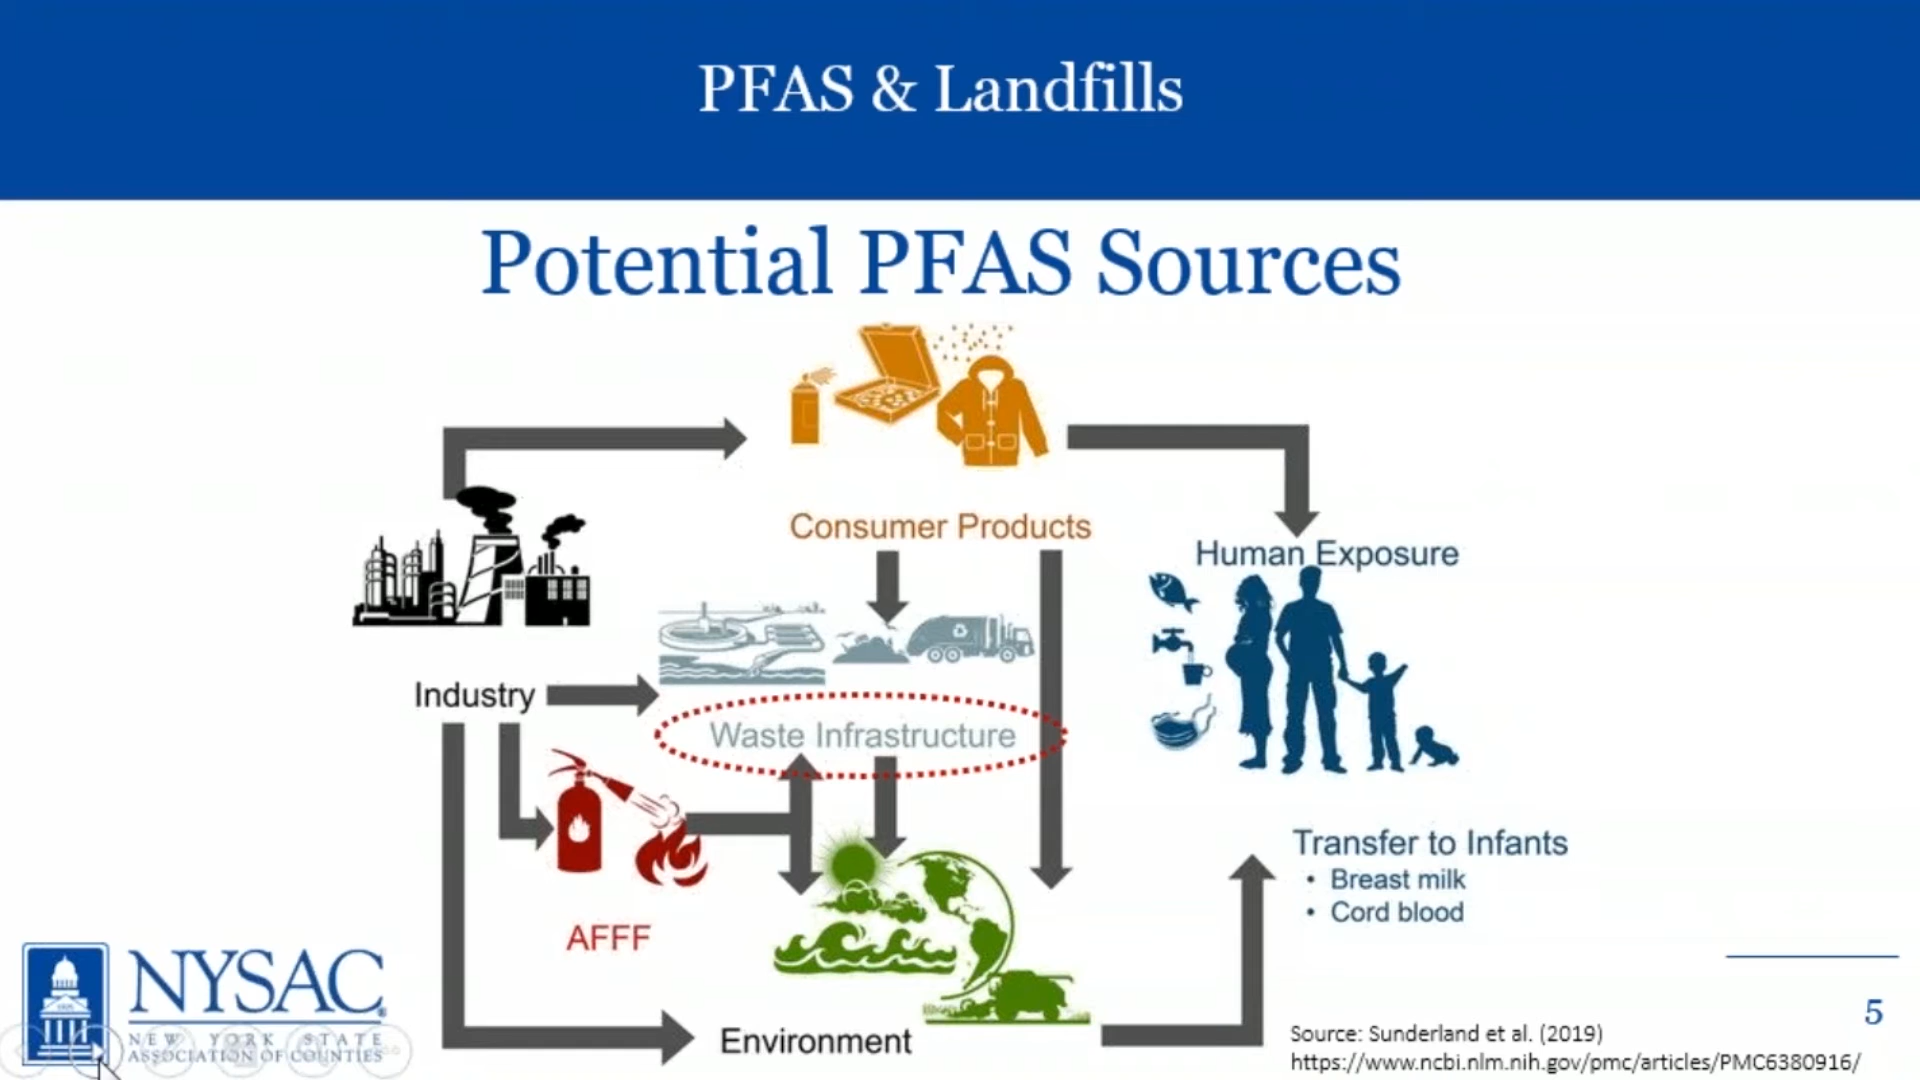 PFAS & Landfills
Potential PFAS Sources
Consumer Products
Human Exposure
Industry
Waste Infrastructure
Transfer to Infants
• Breast milk
• Cord blood
AFFF
Environment
NYSAC
NEW YORK STATE
ASSOCIATION OF COUNTIES
5
Source: Sunderland et al. (2019)
https://www.ncbi.nlm.nih.gov/pmc/articles/PMC6380916/